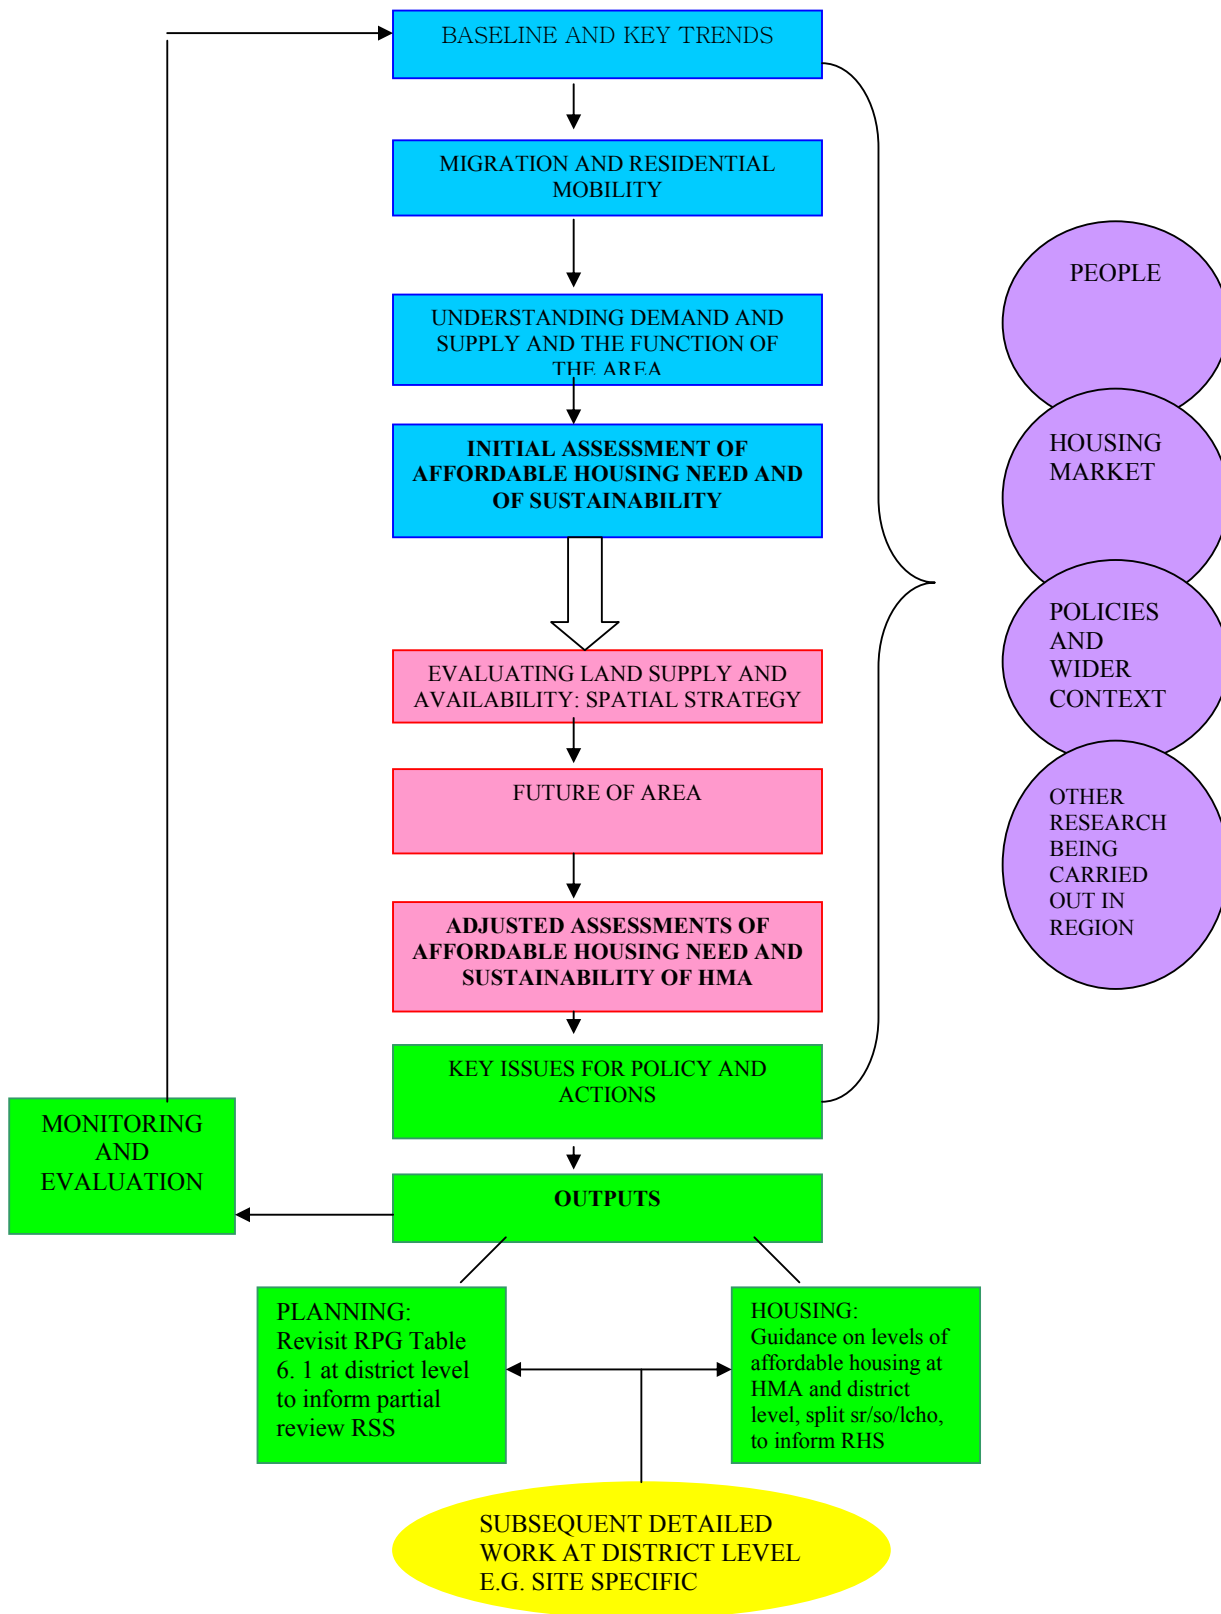 BASELINE AND KEY TRENDS
MIGRATION AND RESIDENTIAL
MOBILITY
UNDERSTANDING DEMAND AND
SUPPLY AND THE FUNCTION OF
THE AREA
INITIAL ASSESSMENT OF
AFFORDABLE HOUSING NEED AND
OF SUSTAINABILITY
EVALUATING LAND SUPPLY AND
AVAILABILITY: SPATIAL STRATEGY
FUTURE OF AREA
ADJUSTED ASSESSMENTS OF
AFFORDABLE HOUSING NEED AND
SUSTAINABILITY OF HMA
KEY ISSUES FOR POLICY AND
ACTIONS
OUTPUTS
MONITORING
AND
EVALUATION
PLANNING:
Revisit RPG Table
6. 1 at district level
to inform partial
review RSS
HOUSING:
Guidance on levels of
affordable housing at
HMA and district
level, split sr/so/lcho,
to inform RHS
SUBSEQUENT DETAILED
WORK AT DISTRICT LEVEL
E.G. SITE SPECIFIC
PEOPLE
HOUSING
MARKET
POLICIES
AND
WIDER
CONTEXT
OTHER
RESEARCH
BEING
CARRIED
OUT IN
REGION